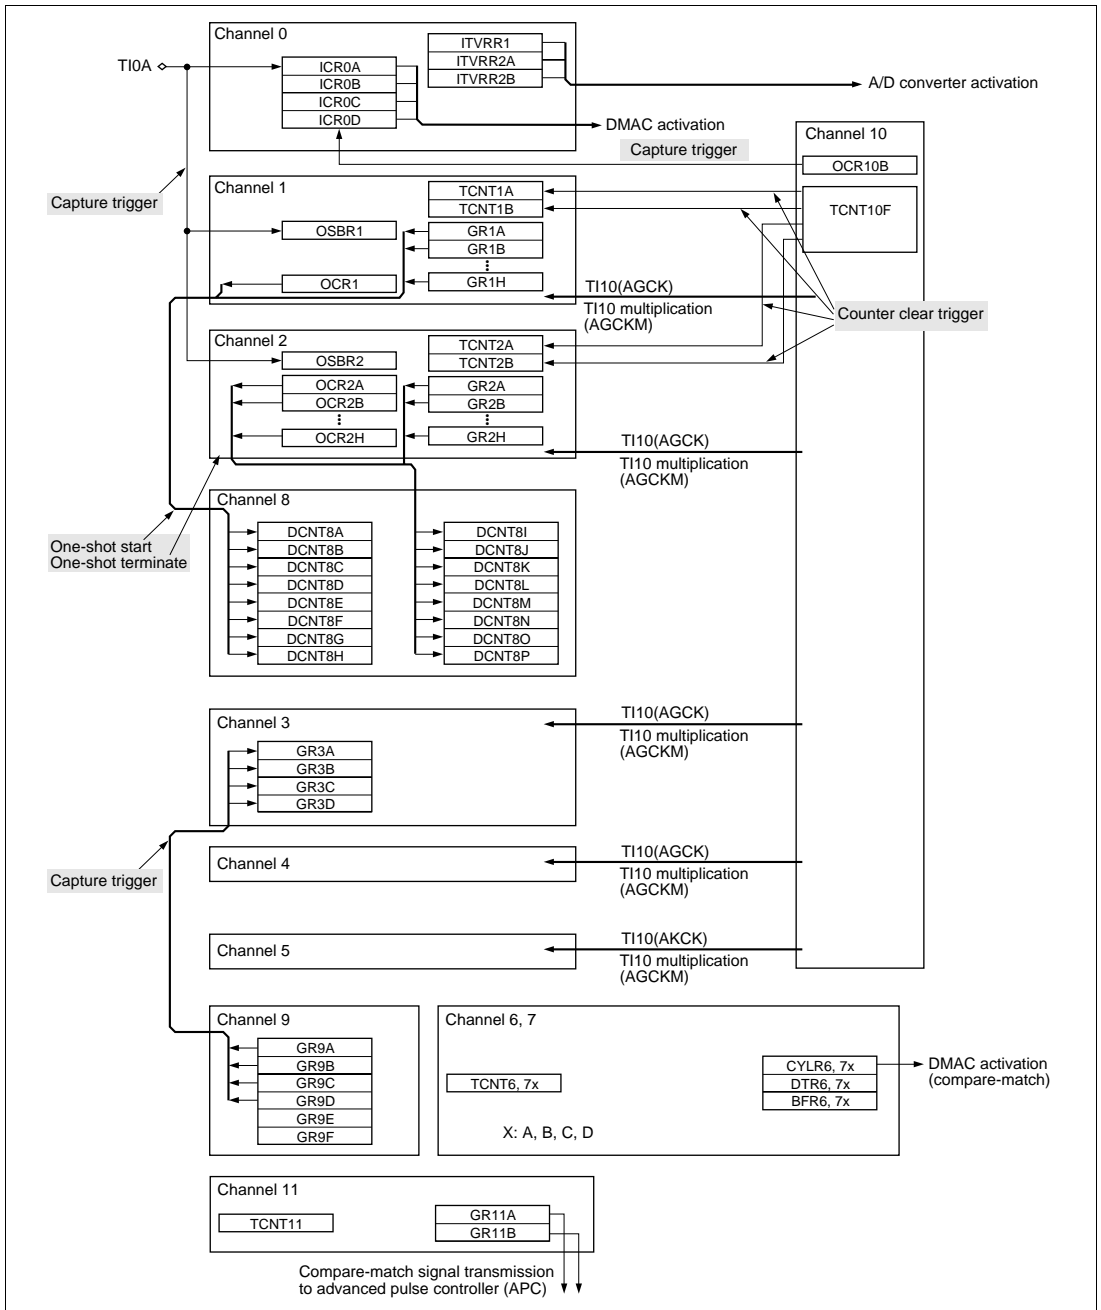 Channel 0
TI0A
ICR0A
ICR0B
ICR0C
ICR0D
ITVRR1
ITVRR2A
ITVRR2B
A/D converter activation
DMAC activation
Capture trigger
Channel 10
OCR10B
TCNT10F
Capture trigger
Channel 1
TCNT1A
TCNT1B
OSBR1
GR1A
GR1B
GR1H
OCR1
TI10(AGCK)
TI10 multiplication
(AGCKM)
Counter clear trigger
Channel 2
TCNT2A
TCNT2B
OSBR2
OCR2A
OCR2B
OCR2H
GR2A
GR2B
GR2H
TI10(AGCK)
TI10 multiplication
(AGCKM)
One-shot start
One-shot terminate
Channel 8
DCNT8A
DCNT8B
DCNT8C
DCNT8D
DCNT8E
DCNT8F
DCNT8G
DCNT8H
DCNT8I
DCNT8J
DCNT8K
DCNT8L
DCNT8M
DCNT8N
DCNT8O
DCNT8P
Channel 3
GR3A
GR3B
GR3C
GR3D
TI10(AGCK)
TI10 multiplication
(AGCKM)
Capture trigger
Channel 4
TI10(AGCK)
TI10 multiplication
(AGCKM)
Channel 5
TI10(AKCK)
TI10 multiplication
(AGCKM)
Channel 9
GR9A
GR9B
GR9C
GR9D
GR9E
GR9F
Channel 6, 7
TCNT6, 7x
CYLR6, 7x
DTR6, 7x
BFR6, 7x
X: A, B, C, D
DMAC activation
(compare-match)
Channel 11
TCNT11
GR11A
GR11B
Compare-match signal transmission
to advanced pulse controller (APC)